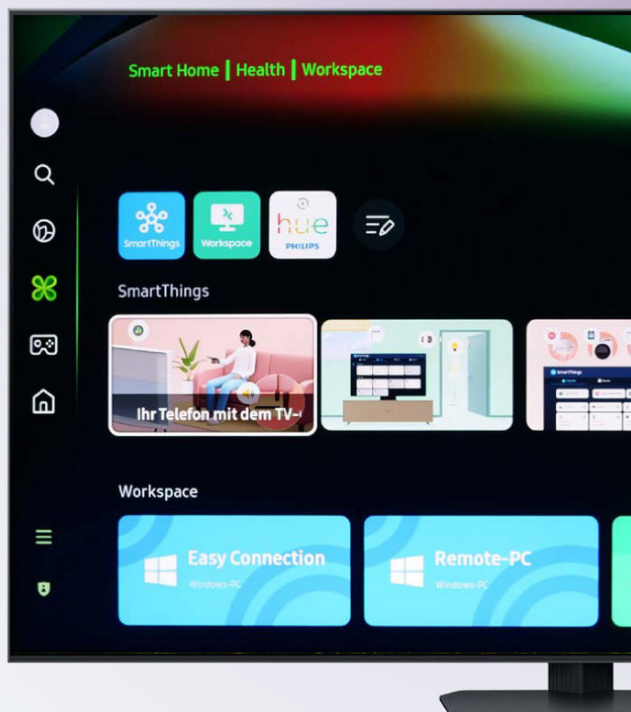 Smart Home | Health | Workspace
SmartThings
Workspace
hue
PHILIPS
SmartThings
Ihr Telefon mit dem TV-
SmartThings
Workspace
Easy Connection
Windows-PC
Remote-PC
Windows-PC